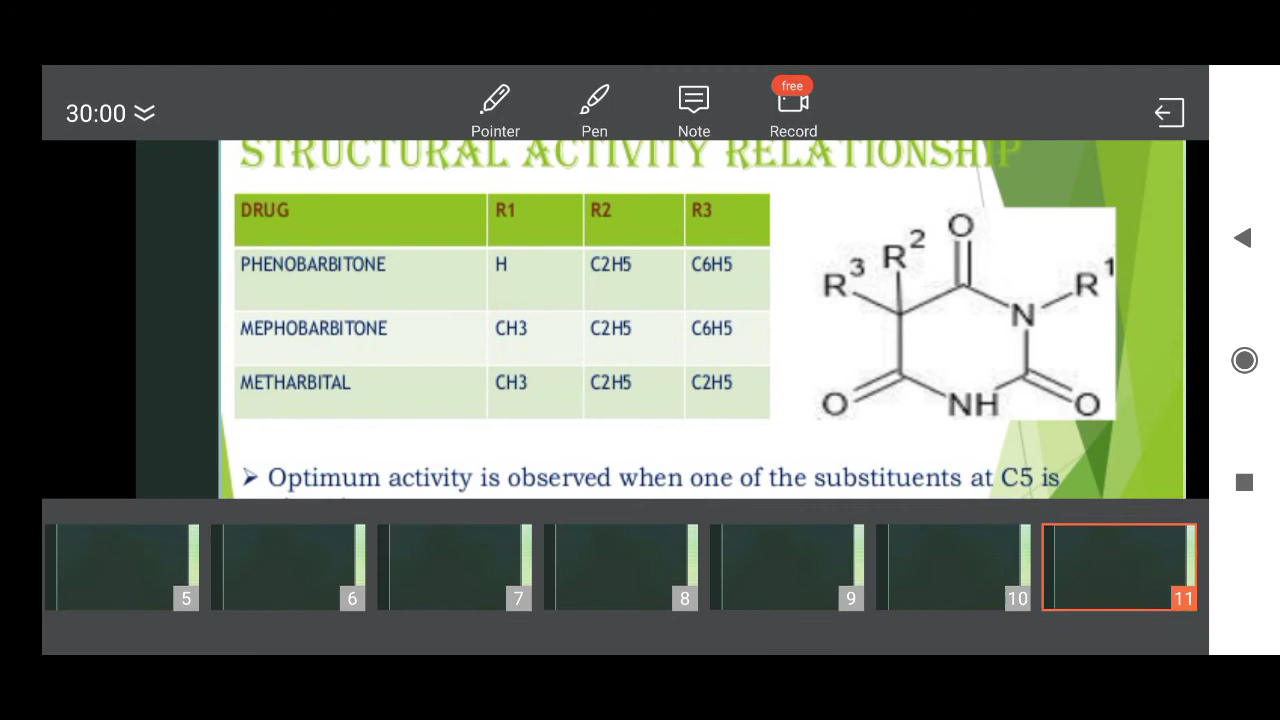 30:00
free
Pointer
Pen
Note
Record
STRUCTURAL ACTIVITY RELATIONSHIP
DRUG R1 R2 R3
PHENOBARBITONE H C2H5 C6H5
MEPHOBARBITONE CH3 C2H5 C6H5
METHARBITAL CH3 C2H5 C2H5
O
R2
R3
R1
N
O
NH
O
➢ Optimum activity is observed when one of the substituents at C5 is
5
6
7
8
9
10
11